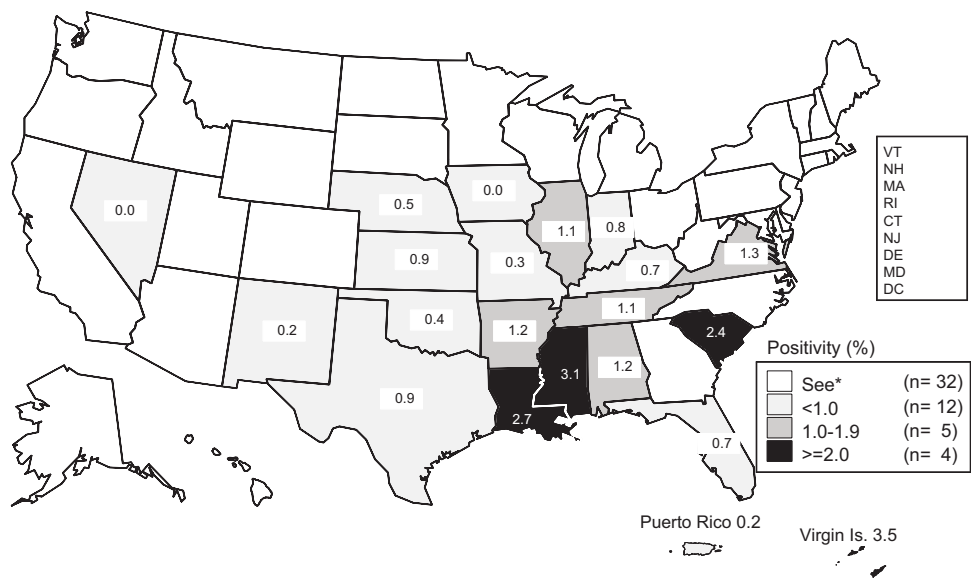 0.0
0.5
0.0
1.1
0.8
0.9
0.3
0.7
1.3
0.2
0.4
1.2
1.1
2.4
0.9
2.7
3.1
1.2
0.7
VT
NH
MA
RI
CT
NJ
DE
MD
DC
Positivity (%)
See* (n= 32)
<1.0 (n= 12)
1.0-1.9 (n= 5)
>=2.0 (n= 4)
Puerto Rico 0.2
Virgin Is. 3.5